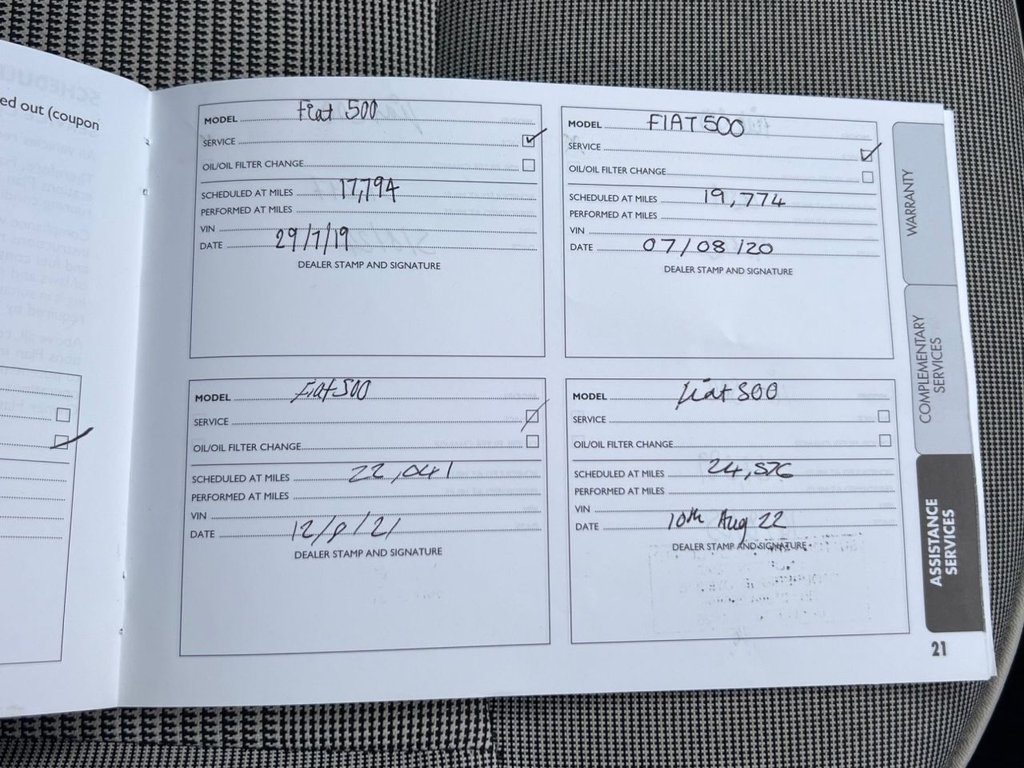 ed out (coupon
MODEL Fiat 500
SERVICE
OIL/OIL FILTER CHANGE
SCHEDULED AT MILES 17,794
PERFORMED AT MILES
VIN
DATE 29/7/19
DEALER STAMP AND SIGNATURE
MODEL FIAT 500
SERVICE
OIL/OIL FILTER CHANGE
SCHEDULED AT MILES 19,774
PERFORMED AT MILES
VIN
DATE 07/08/20
DEALER STAMP AND SIGNATURE
MODEL Fiat 500
SERVICE
OIL/OIL FILTER CHANGE
SCHEDULED AT MILES 22,041
PERFORMED AT MILES
VIN
DATE 12/8/21
DEALER STAMP AND SIGNATURE
MODEL Fiat 500
SERVICE
OIL/OIL FILTER CHANGE
SCHEDULED AT MILES 24,576
PERFORMED AT MILES
VIN
DATE 10th Aug 22
DEALER STAMP AND SIGNATURE
WARRANTY
COMPLEMENTARY
SERVICES
ASSISTANCE
SERVICES
21